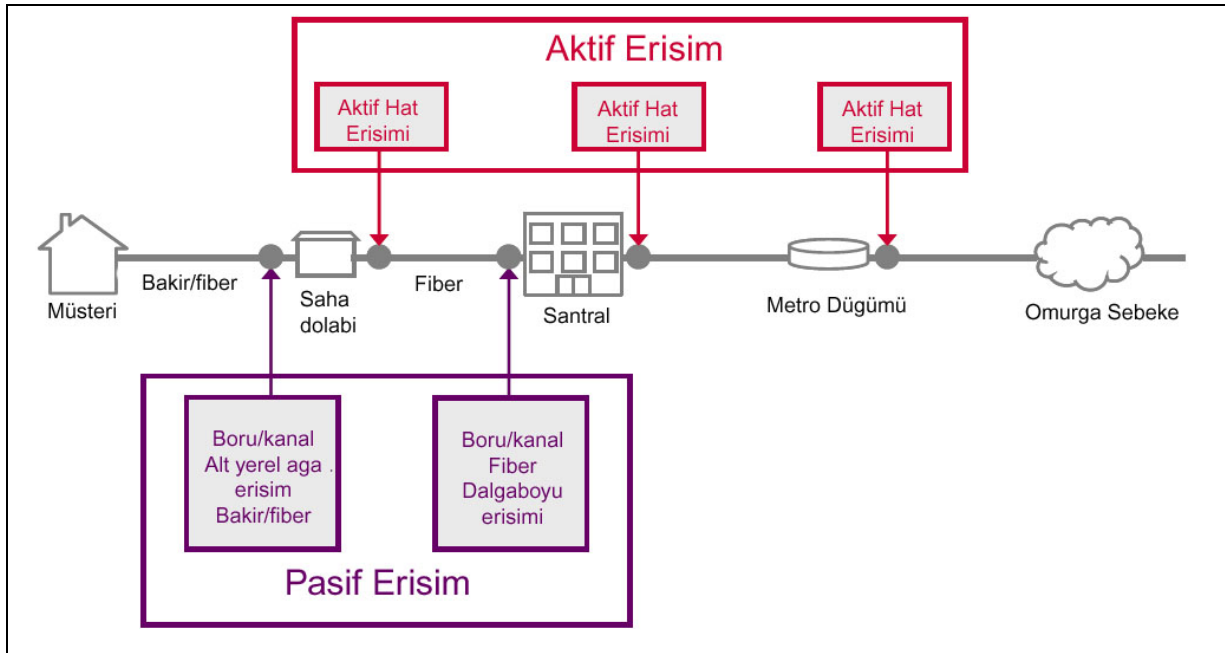 Aktif Erisim
Aktif Hat
Erisimi
Aktif Hat
Erisimi
Aktif Hat
Erisimi
Müsteri
Bakir/fiber
Saha
dolabi
Fiber
Santral
Metro Dügümü
Omurga Sebeke
Boru/kanal
Alt yerel aga
erisim
Bakir/fiber
Boru/kanal
Fiber
Dalgaboyu
erisimi
Pasif Erisim